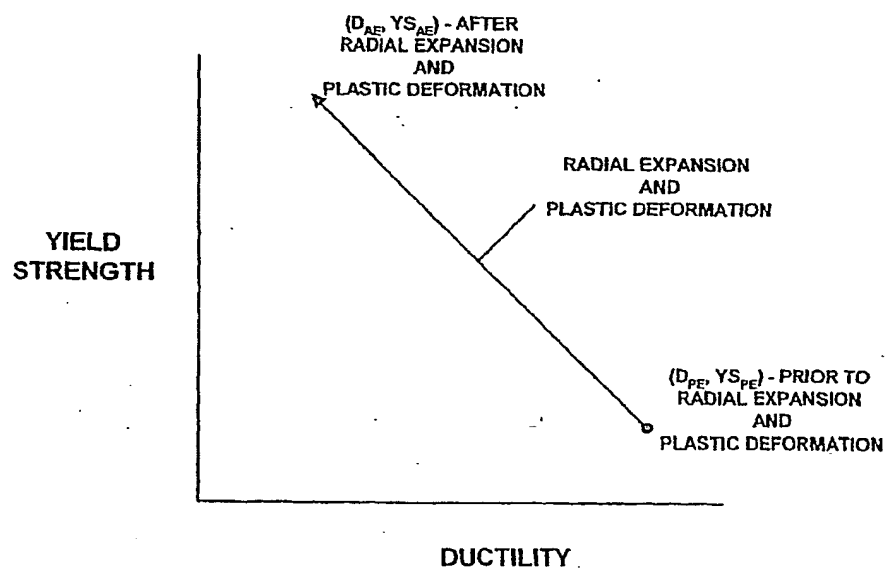 (D_AE, YS_AE) - AFTER
RADIAL EXPANSION
AND
PLASTIC DEFORMATION
RADIAL EXPANSION
AND
PLASTIC DEFORMATION
YIELD
STRENGTH
(D_PE, YS_PE) - PRIOR TO
RADIAL EXPANSION
AND
PLASTIC DEFORMATION
DUCTILITY